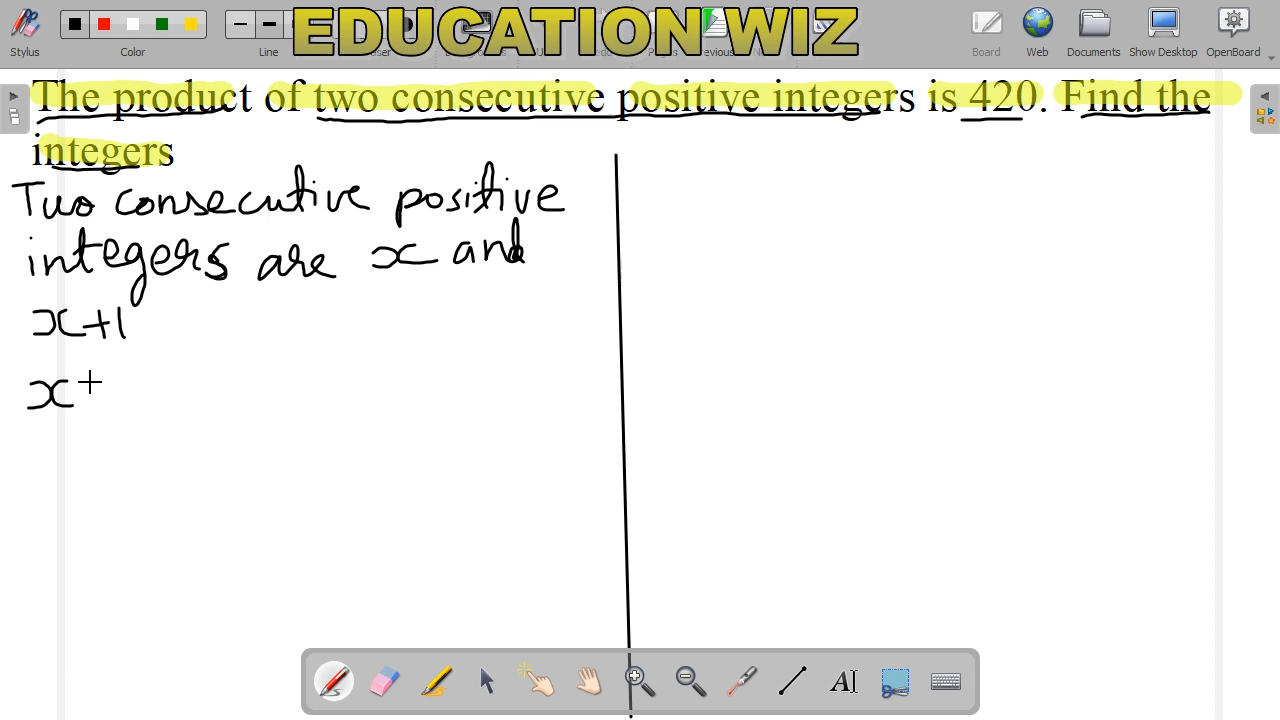 EDUCATION WIZ
Stylus
Color
Line
Board
Web
Documents
Show Desktop
OpenBoard
The product of two consecutive positive integers is 420. Find the
integers
Two consecutive positive
integers are x and
x+1
x